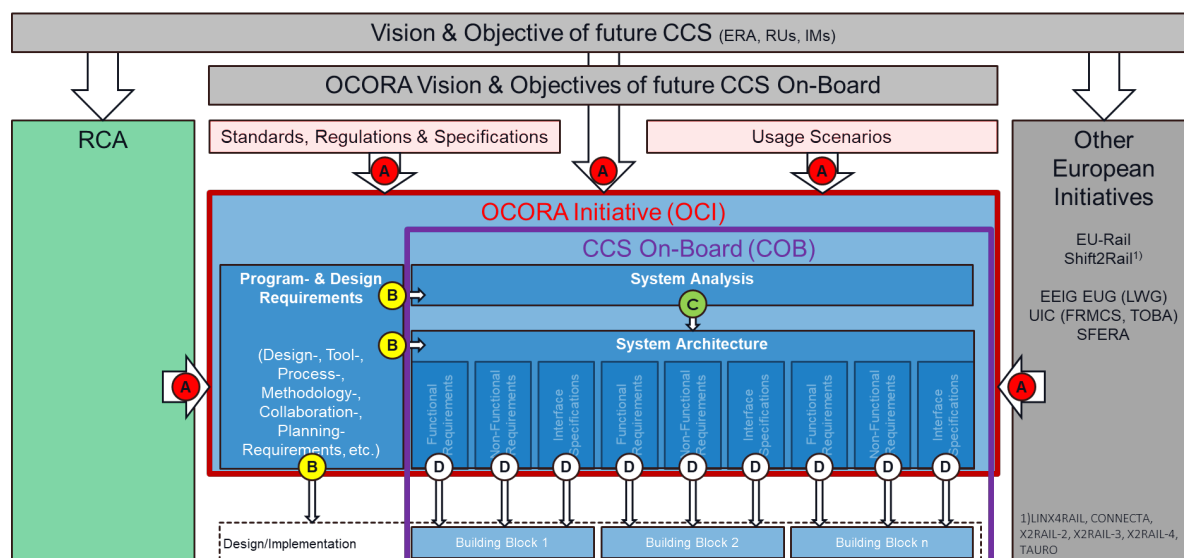 Vision & Objective of future CCS (ERA, RUs, IMs)
OCORA Vision & Objectives of future CCS On-Board
RCA
Standards, Regulations & Specifications
Usage Scenarios
Other
European
Initiatives
EU-Rail
Shift2Rail1)
EEIG EUG (LWG)
UIC (FRMCS, TOBA)
SFERA
1)LINX4RAIL, CONNECTA,
X2RAIL-2, X2RAIL-3, X2RAIL-4,
TAURO
A
A
A
A
A
OCORA Initiative (OCI)
CCS On-Board (COB)
Program- & Design
Requirements
(Design-, Tool-,
Process-,
Methodology-,
Collaboration-,
Planning-
Requirements, etc.)
B
B
B
System Analysis
C
System Architecture
Functional
Requirements
Non-Functional
Requirements
Interface
Specifications
Functional
Requirements
Non-Functional
Requirements
Interface
Specifications
Functional
Requirements
Non-Functional
Requirements
Interface
Specifications
D
D
D
D
D
D
D
D
D
Design/Implementation
Building Block 1
Building Block 2
Building Block n